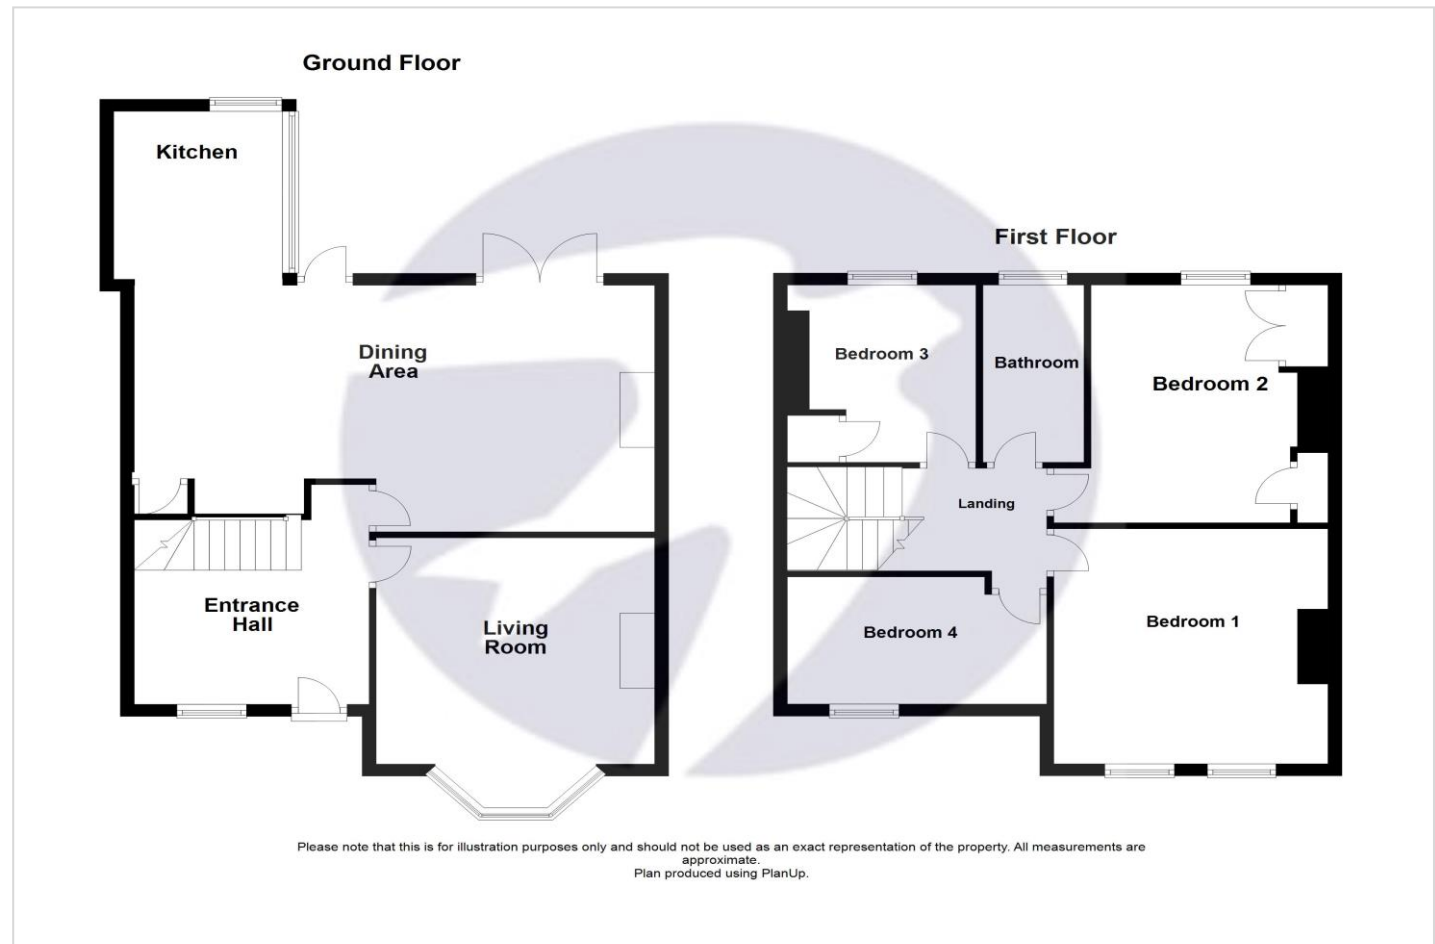 Ground Floor
Kitchen
Dining
Area
Entrance
Hall
Living
Room
First Floor
Bedroom 3
Bathroom
Bedroom 2
Landing
Bedroom 4
Bedroom 1
Please note that this is for illustration purposes only and should not be used as an exact representation of the property. All measurements are
approximate.
Plan produced using PlanUp.